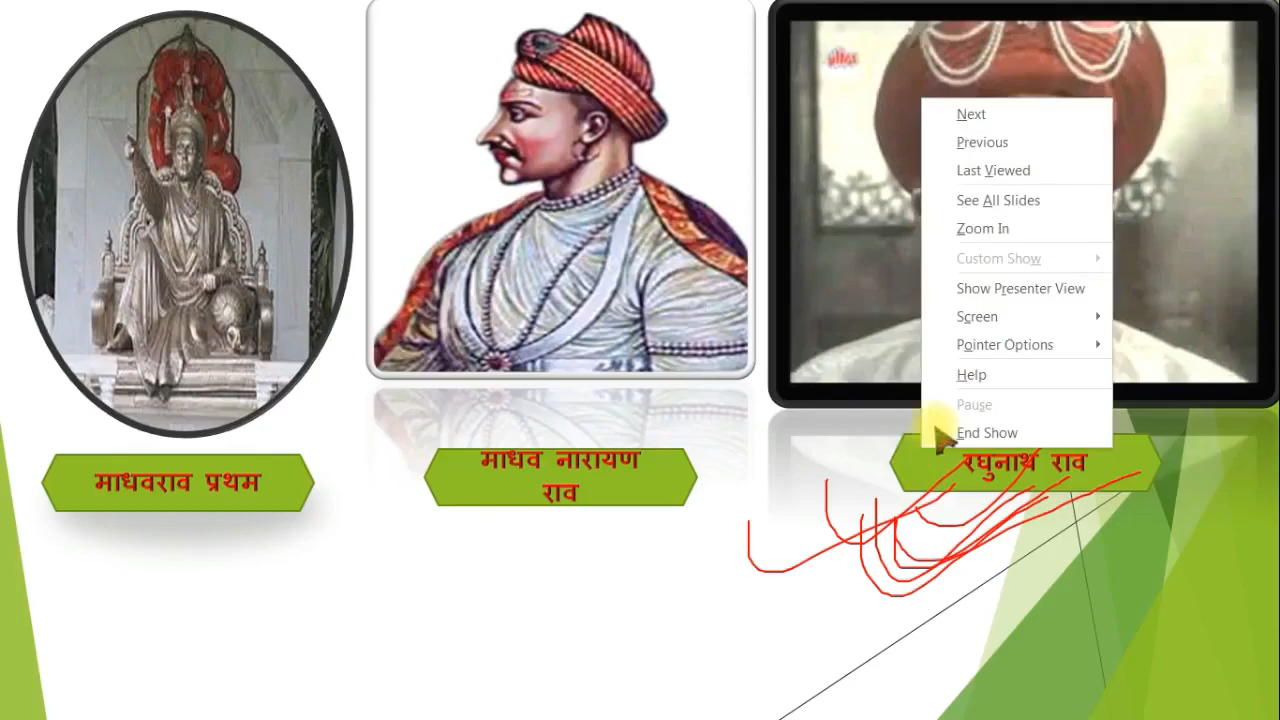 Next
Previous
Last Viewed
See All Slides
Zoom In
Custom Show
Show Presenter View
Screen
Pointer Options
Help
Pause
End Show
माधवराव प्रथम
माधव नारायण
राव
रघुनाथ राव